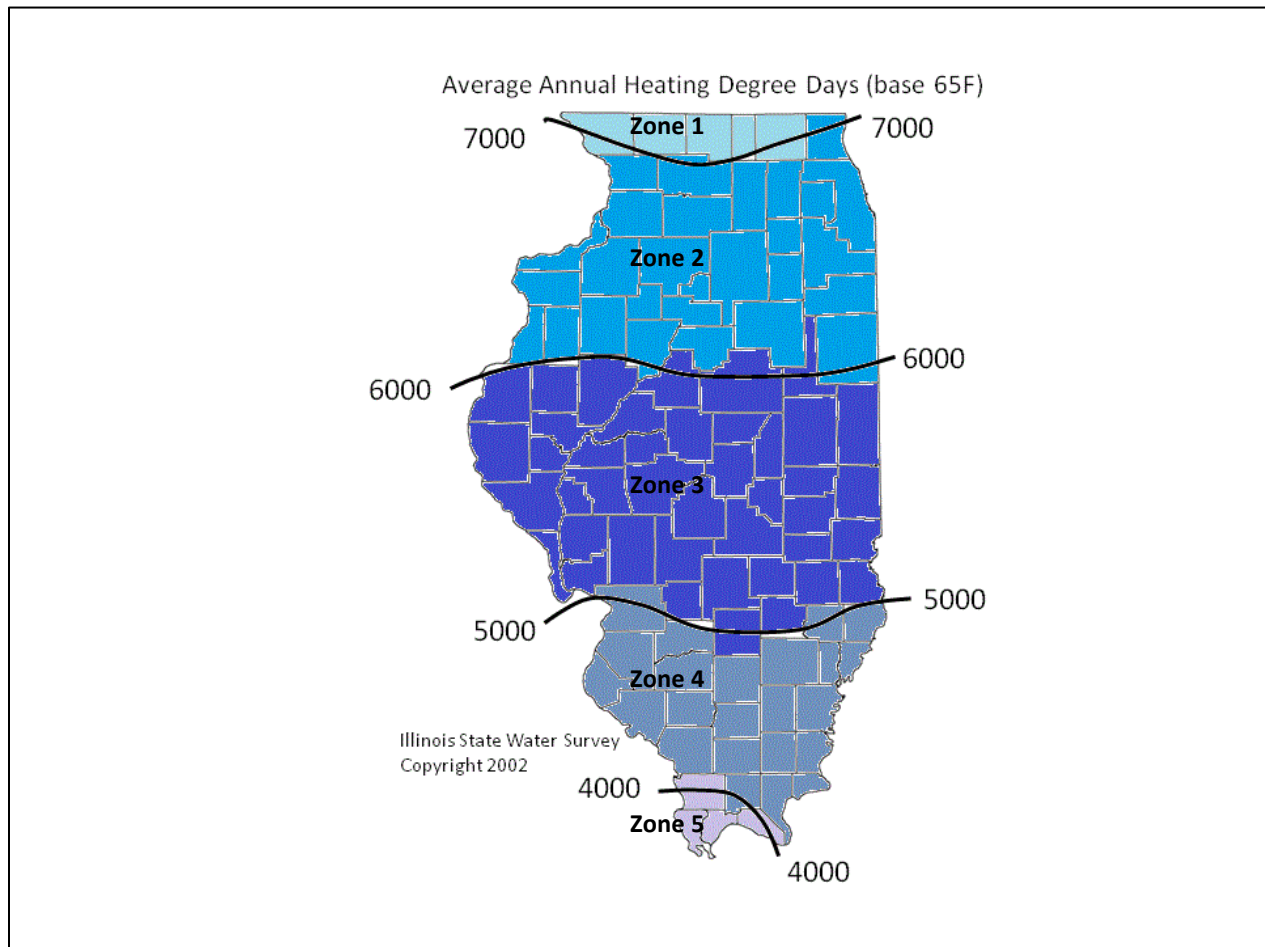 Average Annual Heating Degree Days (base 65F)
7000
Zone 1
7000
Zone 2
6000
6000
Zone 3
5000
5000
Zone 4
Illinois State Water Survey
Copyright 2002
4000
Zone 5
4000